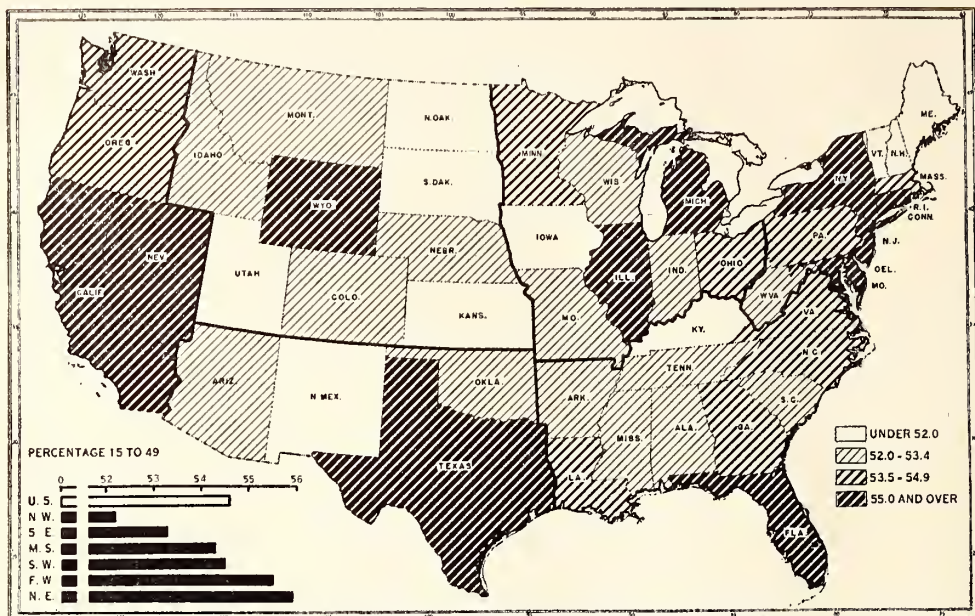 WASH.
MONT.
N.DAK.
MINN.
ME.
OREG.
IDAHO
S.DAK.
WIS.
MICH.
VT.
N.H.
N.Y.
MASS.
R.I.
CONN.
WYO.
NEBR.
IOWA
PA.
N.J.
NEV.
UTAH
ILL.
IND.
OHIO
DEL.
MD.
CALIF.
COLO.
KANS.
MO.
KY.
W.VA.
VA.
ARIZ.
N.MEX.
OKLA.
ARK.
TENN.
N.C.
S.C.
TEXAS
LA.
MISS.
ALA.
GA.
FLA.
PERCENTAGE 15 TO 49
0 52 53 54 55 56
U. S.
N W.
S E.
M. S.
S. W.
F. W
N. E.
UNDER 52.0
52.0 - 53.4
53.5 - 54.9
55.0 AND OVER